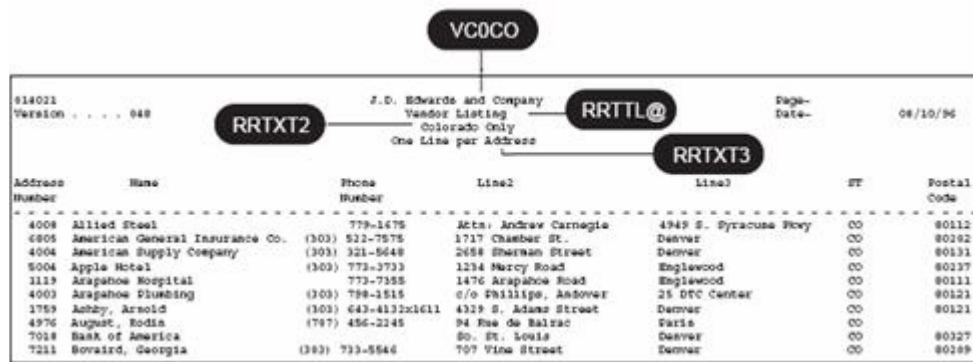 VC0CO
014021 J.D. Edwards and Company Page-
Version . . . . 040 Vendor Listing RRTTL@ Date- 08/10/96
RRTXT2 Colorado Only
One Line per Address
RRTXT3
Address Name Phone Line2 Line3 ST Postal
Number Number Code
4008 Allied Steel 779-1675 Attn: Andrew Carnegie 4949 S. Syracuse Pkwy CO 80112
6805 American General Insurance Co. (303) 522-7575 1717 Chamber St. Denver CO 80202
4004 American Supply Company (303) 321-5648 2658 Sherman Street Denver CO 80131
5004 Apple Hotel (303) 773-3733 1234 Mercy Road Englewood CO 80237
1119 Arapahoe Hospital 773-7355 1476 Arapahoe Road Englewood CO 80111
4003 Arapahoe Plumbing (303) 798-1515 c/o Phillips, Andover 25 DTC Center CO 80121
1759 Ashby, Arnold (303) 643-4132x1611 4329 S. Adams Street Denver CO 80121
4976 August, Rodin (707) 456-2245 94 Rue de Balzac Paris CO
7018 Bank of America So. St. Louis Denver CO 80327
7211 Bovaird, Georgia (303) 733-5546 707 Vine Street Denver CO 80209